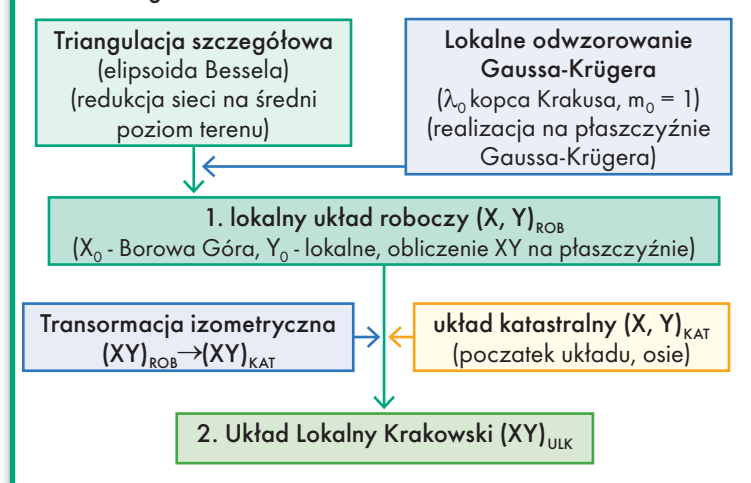 Triangulacja szczegółowa
(elipsoida Bessela)
(redukcja sieci na średni
poziom terenu)
Lokalne odwzorowanie
Gaussa-Krügera
(λ₀ kopca Krakusa, m₀ = 1)
(realizacja na płaszczyźnie
Gaussa-Krügera)
1. lokalny układ roboczy (X, Y)ROB
(X₀ - Borowa Góra, Y₀ - lokalne, obliczenie XY na płaszczyźnie)
Transormacja izometryczna
(XY)ROB→(XY)KAT
układ katastralny (X, Y)KAT
(poczatek układu, osie)
2. Układ Lokalny Krakowski (XY)ULK